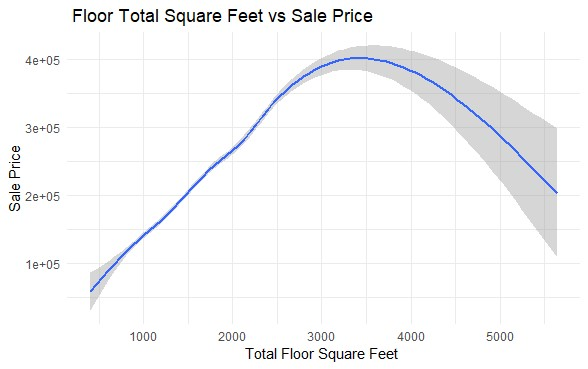 Floor Total Square Feet vs Sale Price
4e+05
3e+05
2e+05
1e+05
Sale Price
1000 2000 3000 4000 5000
Total Floor Square Feet